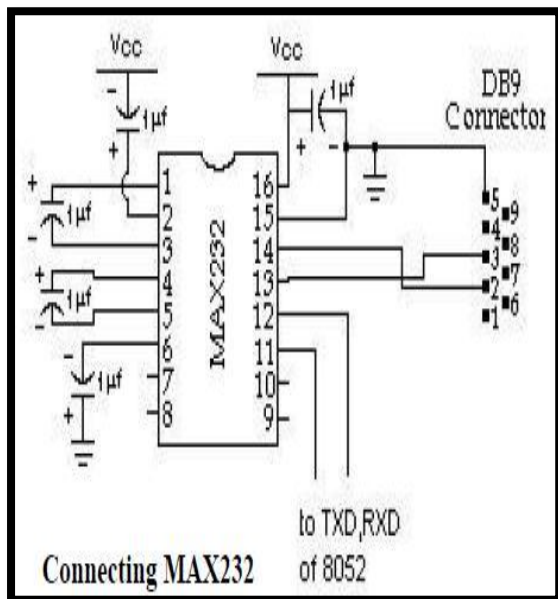 Vcc
Vcc
DB9
Connector
-
1µf
+
1µf
+
-
+
1µf
-
+
1µf
-
-
1µf
+
MAX232
1
2
3
4
5
6
7
8
16
15
14
13
12
11
10
9
5
9
4
8
3
7
2
6
1
to TXD,RXD
of 8052
Connecting MAX232